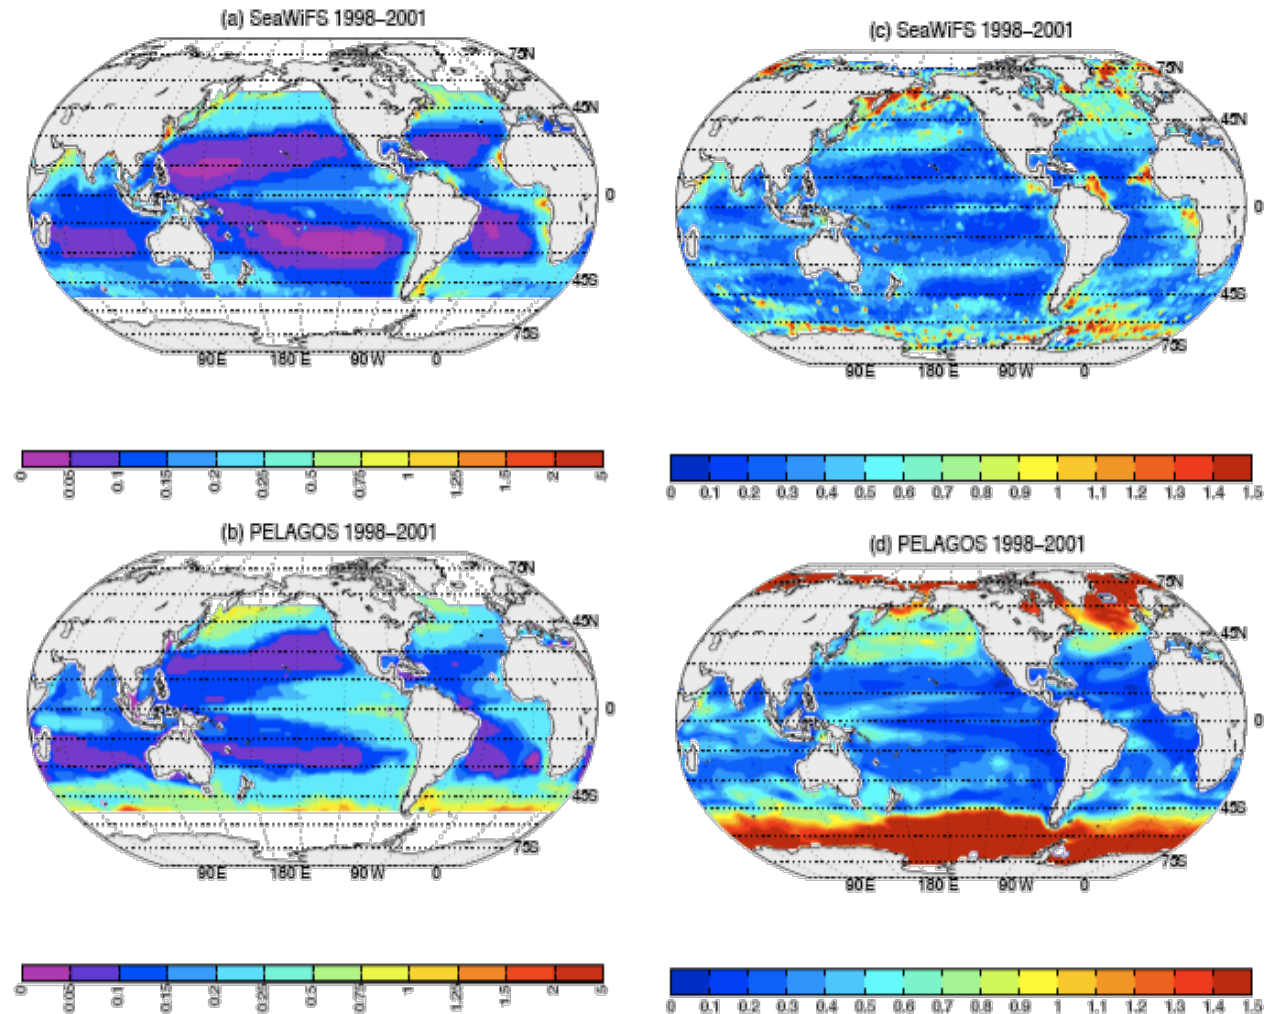 (a) SeaWiFS 1998–2001
75N
45N
0
45S
75S
90E 180E 90W 0
0 0.05 0.1 0.15 0.2 0.25 0.5 0.75 1 1.25 1.5 2 5
(c) SeaWiFS 1998–2001
75N
45N
0
45S
75S
90E 180E 90W 0
0 0.1 0.2 0.3 0.4 0.5 0.6 0.7 0.8 0.9 1 1.1 1.2 1.3 1.4 1.5
(b) PELAGOS 1998–2001
75N
45N
0
45S
75S
90E 180E 90W 0
0 0.05 0.1 0.15 0.2 0.25 0.5 0.75 1 1.25 1.5 2 5
(d) PELAGOS 1998–2001
75N
45N
0
45S
75S
90E 180E 90W 0
0 0.1 0.2 0.3 0.4 0.5 0.6 0.7 0.8 0.9 1 1.1 1.2 1.3 1.4 1.5